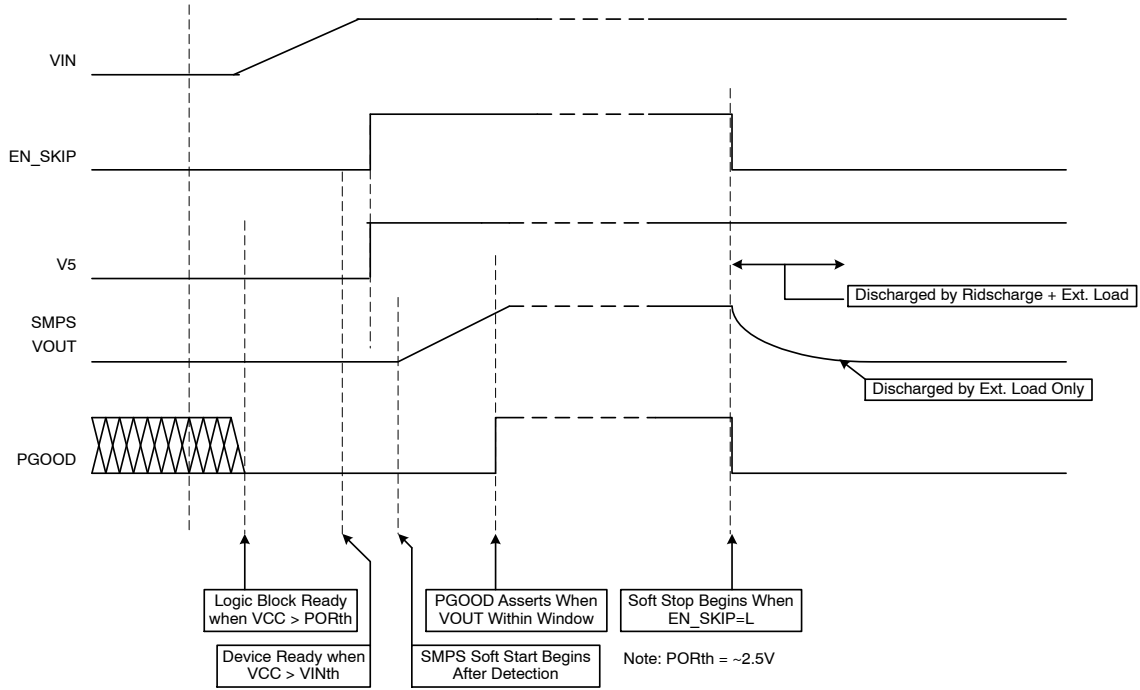 VIN
EN_SKIP
V5
Discharged by Ridscharge + Ext. Load
SMPS
VOUT
Discharged by Ext. Load Only
PGOOD
Logic Block Ready
when VCC > PORth
PGOOD Asserts When
VOUT Within Window
Soft Stop Begins When
EN_SKIP=L
Device Ready when
VCC > VINth
SMPS Soft Start Begins
After Detection
Note: PORth = ~2.5V